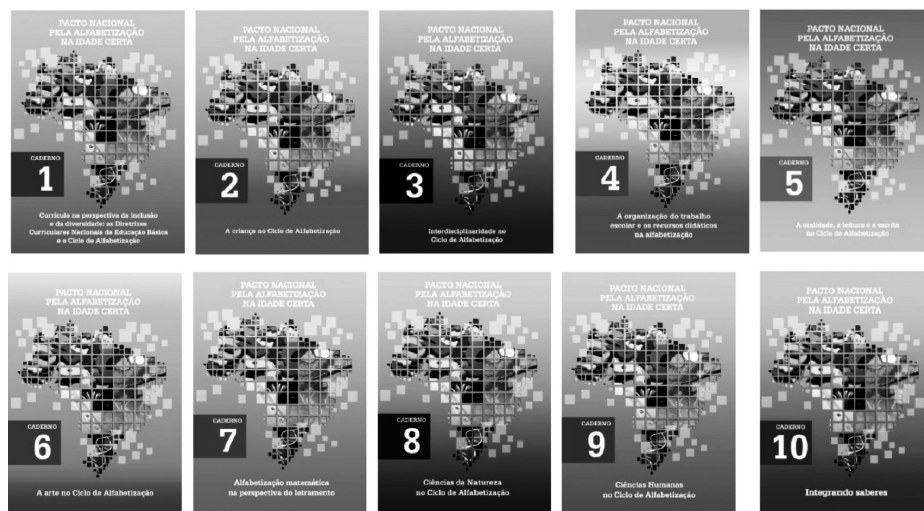 PACTO NACIONAL
PELA ALFABETIZAÇÃO
NA IDADE CERTA
CADERNO
1
Currículo na perspectiva da inclusão
e da diversidade: as Diretrizes
Curriculares Nacionais da Educação Básica
e o Ciclo de Alfabetização
PACTO NACIONAL
PELA ALFABETIZAÇÃO
NA IDADE CERTA
CADERNO
2
A criança no Ciclo de Alfabetização
PACTO NACIONAL
PELA ALFABETIZAÇÃO
NA IDADE CERTA
CADERNO
3
Interdisciplinaridade no
Ciclo de Alfabetização
PACTO NACIONAL
PELA ALFABETIZAÇÃO
NA IDADE CERTA
CADERNO
4
A organização do trabalho
escolar e os recursos didáticos
na alfabetização
PACTO NACIONAL
PELA ALFABETIZAÇÃO
NA IDADE CERTA
CADERNO
5
A oralidade, a leitura e a escrita
no Ciclo de Alfabetização
PACTO NACIONAL
PELA ALFABETIZAÇÃO
NA IDADE CERTA
CADERNO
6
A arte no Ciclo de Alfabetização
PACTO NACIONAL
PELA ALFABETIZAÇÃO
NA IDADE CERTA
CADERNO
7
Alfabetização matemática
na perspectiva do letramento
PACTO NACIONAL
PELA ALFABETIZAÇÃO
NA IDADE CERTA
CADERNO
8
Ciências da Natureza
no Ciclo de Alfabetização
PACTO NACIONAL
PELA ALFABETIZAÇÃO
NA IDADE CERTA
CADERNO
9
Ciências Humanas
no Ciclo de Alfabetização
PACTO NACIONAL
PELA ALFABETIZAÇÃO
NA IDADE CERTA
CADERNO
10
Integrando saberes